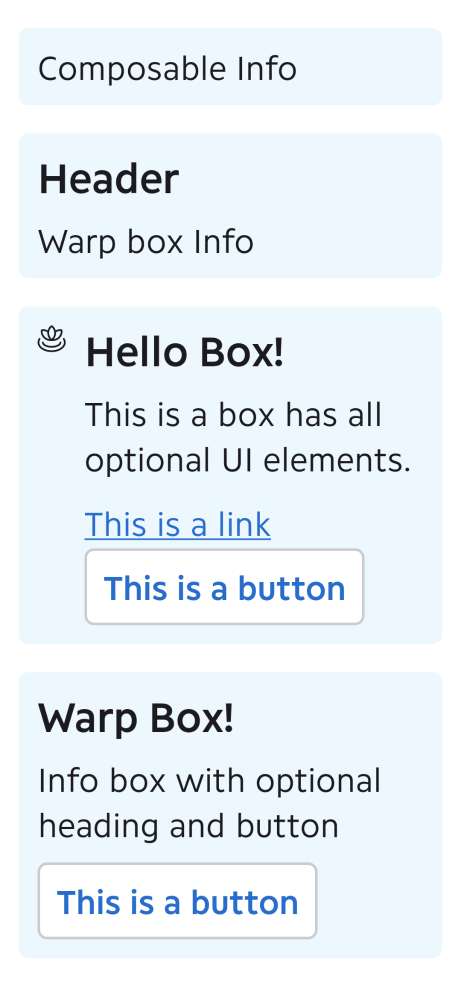 Composable Info
Header
Warp box Info
Hello Box!
This is a box has all
optional UI elements.
This is a link
This is a button
Warp Box!
Info box with optional
heading and button
This is a button